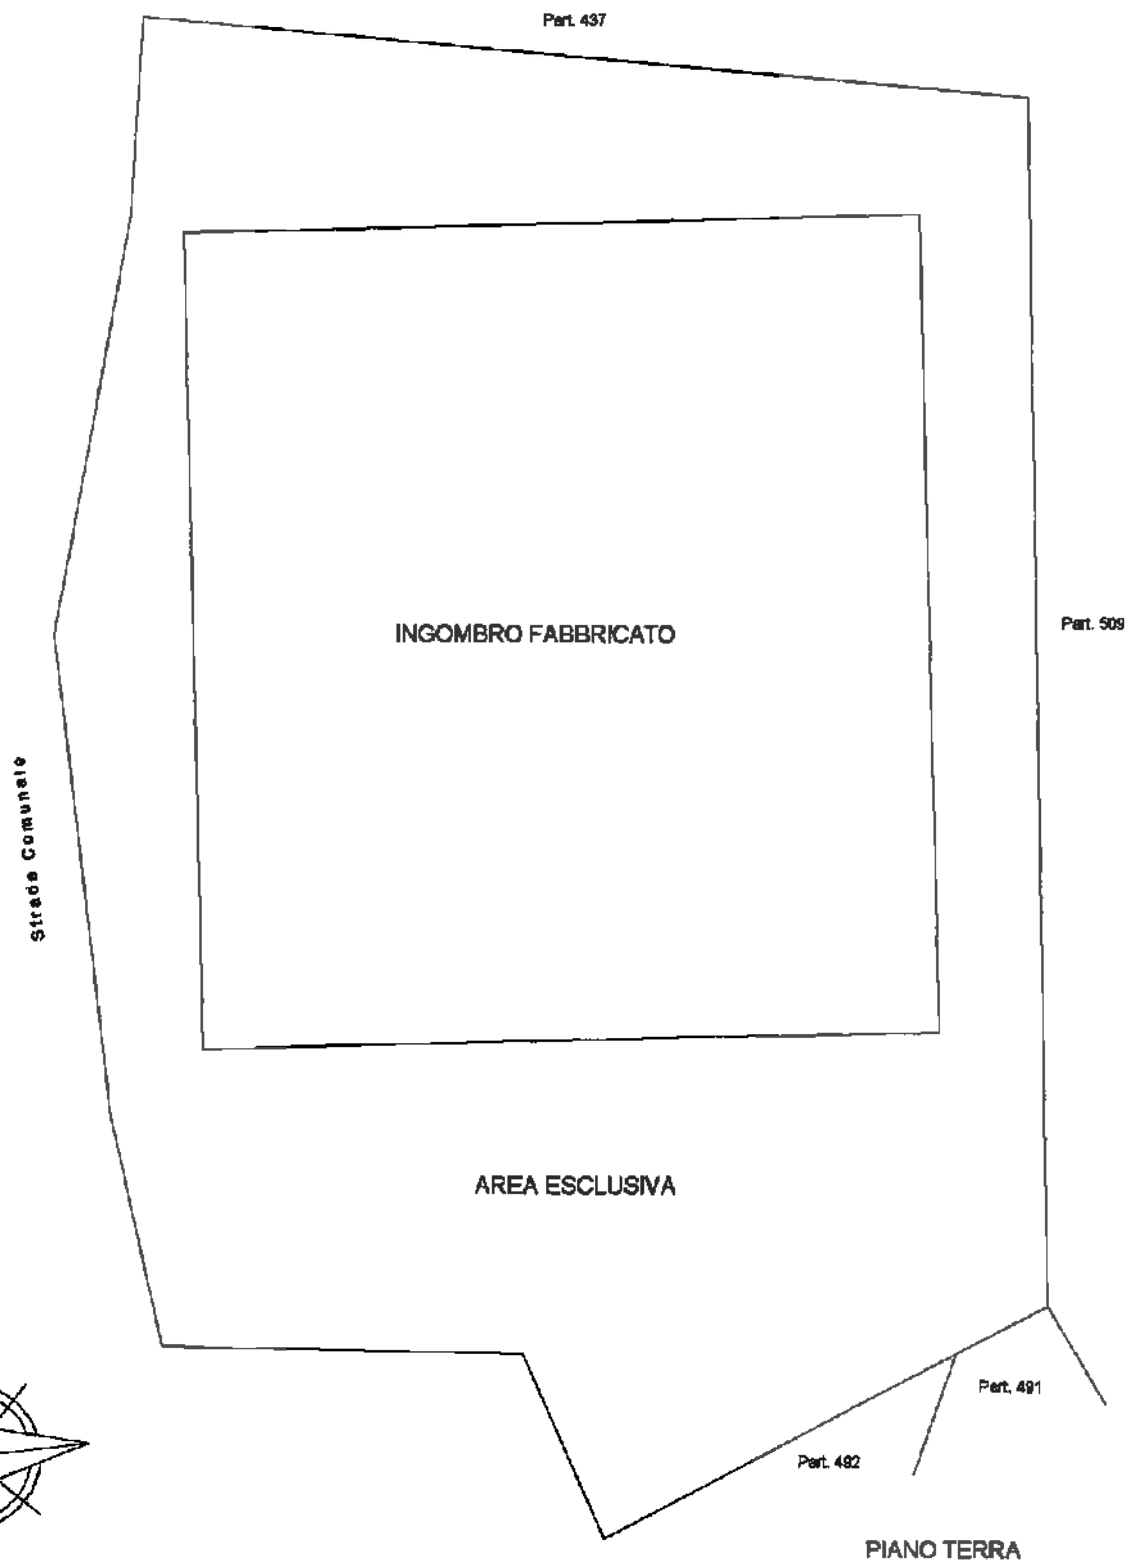 Part. 437
INGOMBRO FABBRICATO
Part. 509
Strada Comunale
AREA ESCLUSIVA
Part. 491
Part. 492
PIANO TERRA